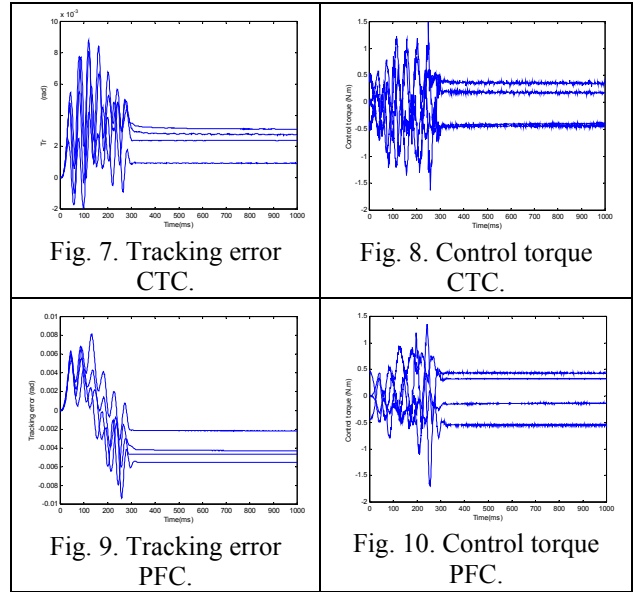 x 10⁻³
10
8
6
4
2
0
-2
Tr (rad)
0 100 200 300 400 500 600 700 800 900 1000
Time(ms)
Fig. 7. Tracking error
CTC.
1.5
1
0.5
0
-0.5
-1
-1.5
-2
Control torque (N.m)
0 100 200 300 400 500 600 700 800 900 1000
Time(ms)
Fig. 8. Control torque
CTC.
0.01
0.008
0.006
0.004
0.002
0
-0.002
-0.004
-0.006
-0.008
-0.01
Tracking error (rad)
0 100 200 300 400 500 600 700 800 900 1000
Time(ms)
Fig. 9. Tracking error
PFC.
1.5
1
0.5
0
-0.5
-1
-1.5
-2
Control torque (N.m)
0 100 200 300 400 500 600 700 800 900 1000
Time(ms)
Fig. 10. Control torque
PFC.